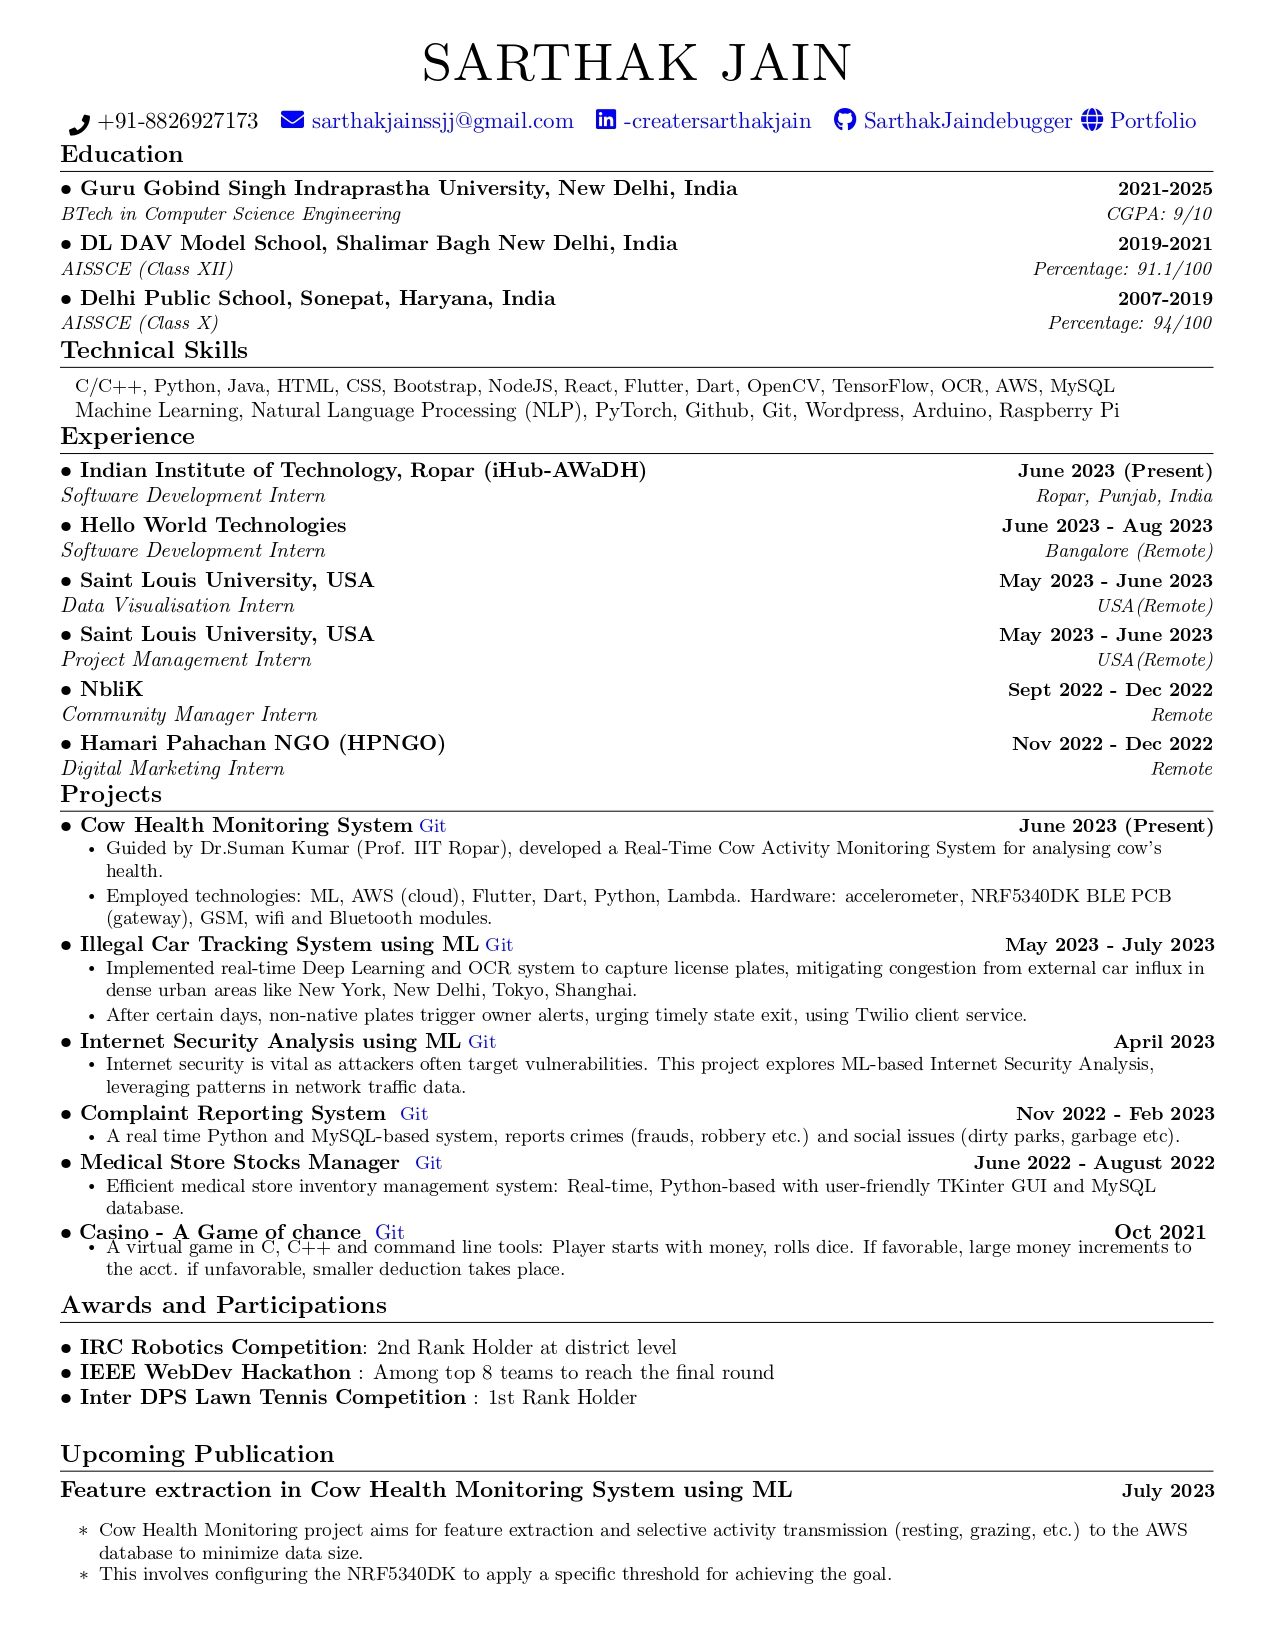 SARTHAK JAIN
+91-8826927173 sarthakjainssjj@gmail.com -creatersarthakjain SarthakJaindebugger Portfolio
Education
• Guru Gobind Singh Indraprastha University, New Delhi, India 2021-2025
BTech in Computer Science Engineering CGPA: 9/10
• DL DAV Model School, Shalimar Bagh New Delhi, India 2019-2021
AISSCE (Class XII) Percentage: 91.1/100
• Delhi Public School, Sonepat, Haryana, India 2007-2019
AISSCE (Class X) Percentage: 94/100
Technical Skills
C/C++, Python, Java, HTML, CSS, Bootstrap, NodeJS, React, Flutter, Dart, OpenCV, TensorFlow, OCR, AWS, MySQL
Machine Learning, Natural Language Processing (NLP), PyTorch, Github, Git, Wordpress, Arduino, Raspberry Pi
Experience
• Indian Institute of Technology, Ropar (iHub-AWaDH) June 2023 (Present)
Software Development Intern Ropar, Punjab, India
• Hello World Technologies June 2023 - Aug 2023
Software Development Intern Bangalore (Remote)
• Saint Louis University, USA May 2023 - June 2023
Data Visualisation Intern USA(Remote)
• Saint Louis University, USA May 2023 - June 2023
Project Management Intern USA(Remote)
• NbliK Sept 2022 - Dec 2022
Community Manager Intern Remote
• Hamari Pahachan NGO (HPNGO) Nov 2022 - Dec 2022
Digital Marketing Intern Remote
Projects
• Cow Health Monitoring System Git June 2023 (Present)
• Guided by Dr.Suman Kumar (Prof. IIT Ropar), developed a Real-Time Cow Activity Monitoring System for analysing cow's
health.
• Employed technologies: ML, AWS (cloud), Flutter, Dart, Python, Lambda. Hardware: accelerometer, NRF5340DK BLE PCB
(gateway), GSM, wifi and Bluetooth modules.
• Illegal Car Tracking System using ML Git May 2023 - July 2023
• Implemented real-time Deep Learning and OCR system to capture license plates, mitigating congestion from external car influx in
dense urban areas like New York, New Delhi, Tokyo, Shanghai.
• After certain days, non-native plates trigger owner alerts, urging timely state exit, using Twilio client service.
• Internet Security Analysis using ML Git April 2023
• Internet security is vital as attackers often target vulnerabilities. This project explores ML-based Internet Security Analysis,
leveraging patterns in network traffic data.
• Complaint Reporting System Git Nov 2022 - Feb 2023
• A real time Python and MySQL-based system, reports crimes (frauds, robbery etc.) and social issues (dirty parks, garbage etc).
• Medical Store Stocks Manager Git June 2022 - August 2022
• Efficient medical store inventory management system: Real-time, Python-based with user-friendly TKinter GUI and MySQL
database.
• Casino - A Game of chance Git Oct 2021
• A virtual game in C, C++ and command line tools: Player starts with money, rolls dice. If favorable, large money increments to
the acct. if unfavorable, smaller deduction takes place.
Awards and Participations
• IRC Robotics Competition: 2nd Rank Holder at district level
• IEEE WebDev Hackathon : Among top 8 teams to reach the final round
• Inter DPS Lawn Tennis Competition : 1st Rank Holder
Upcoming Publication
Feature extraction in Cow Health Monitoring System using ML July 2023
* Cow Health Monitoring project aims for feature extraction and selective activity transmission (resting, grazing, etc.) to the AWS
database to minimize data size.
* This involves configuring the NRF5340DK to apply a specific threshold for achieving the goal.